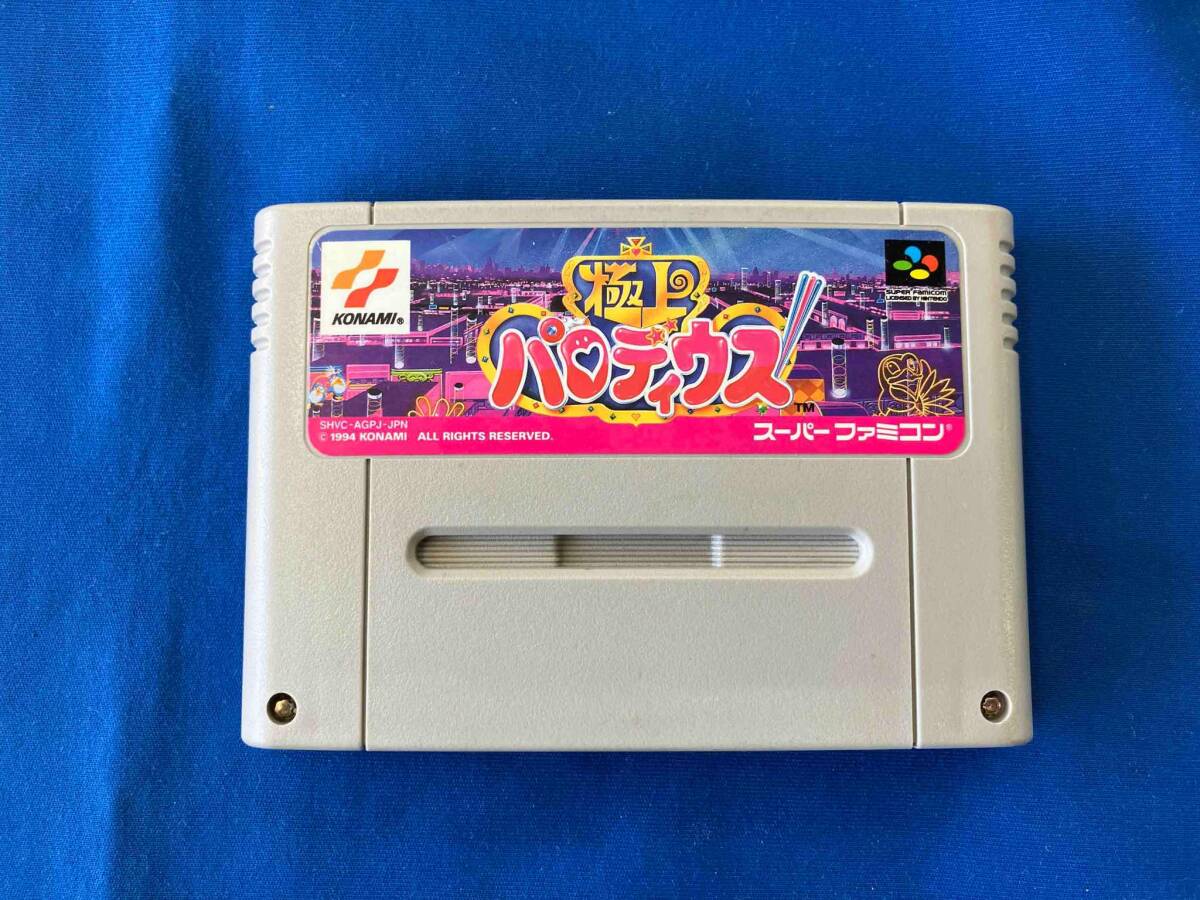 KONAMI®
極上
パロディウス
TM
SUPER FAMICOM
LICENSED BY NINTENDO
SHVC-AGPJ-JPN
© 1994 KONAMI ALL RIGHTS RESERVED.
スーパーファミコン®